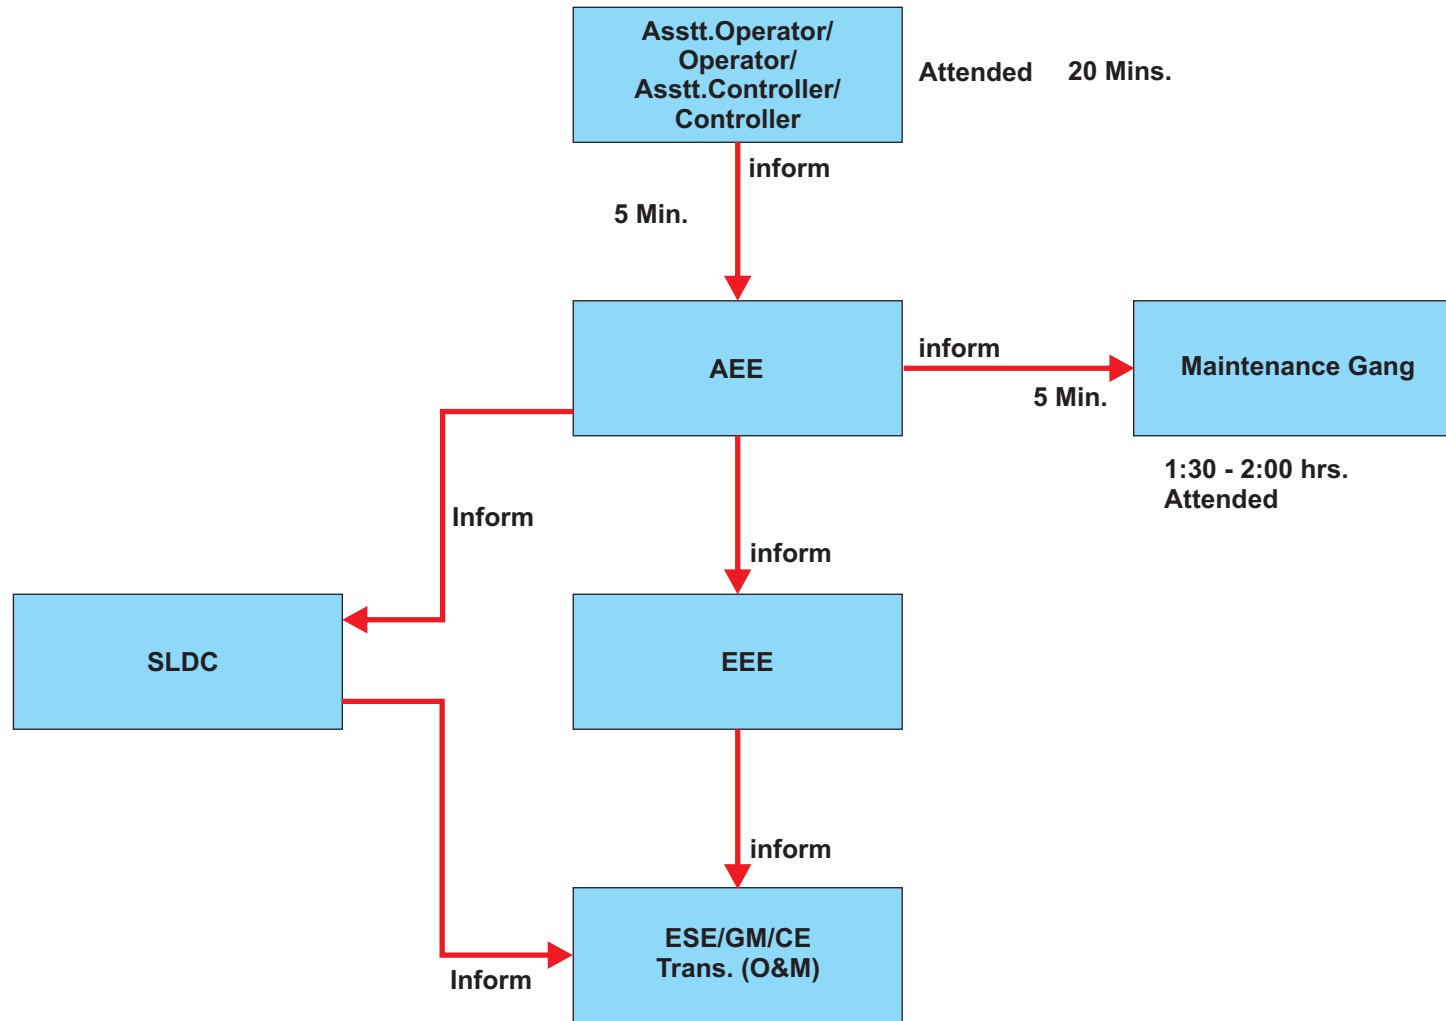 Asstt.Operator/
Operator/
Asstt.Controller/
Controller
Attended 20 Mins.
inform
5 Min.
AEE
inform
5 Min.
Maintenance Gang
1:30 - 2:00 hrs.
Attended
Inform
inform
SLDC
EEE
inform
ESE/GM/CE
Trans. (O&M)
Inform